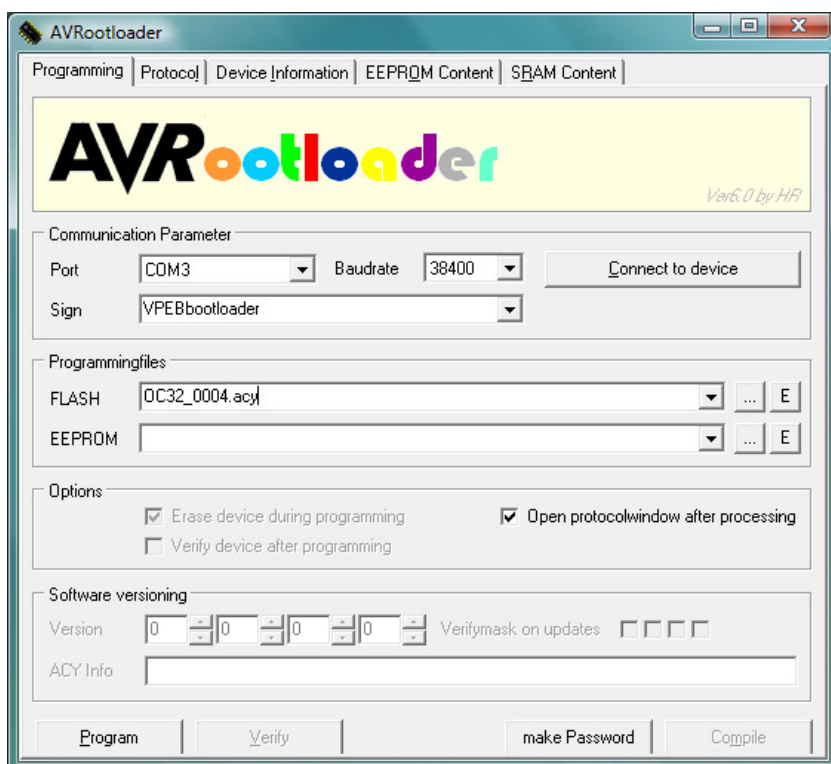 AVRootloader
Programming Protocol Device Information EEPROM Content SRAM Content
AVRootloader
Ver6.0 by HR
Communication Parameter
Port COM3 Baudrate 38400 Connect to device
Sign VPEBbootloader
Programmingfiles
FLASH OC32_0004.acy ... E
EEPROM ... E
Options
Erase device during programming Open protocolwindow after processing
Verify device after programming
Software versioning
Version 0 0 0 0 Verifymask on updates
ACY Info
Program Verify make Password Compile